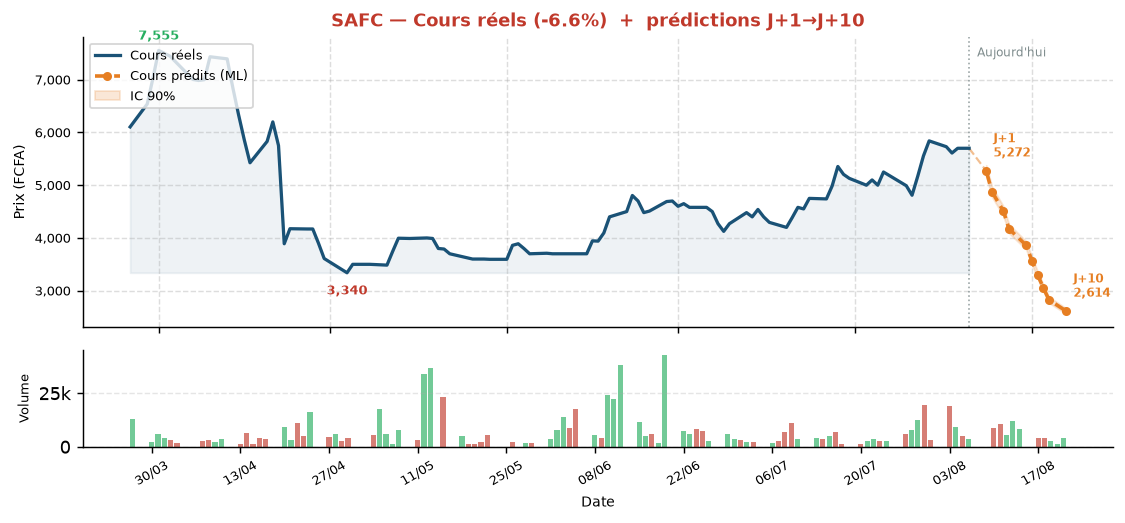 SAFC — Cours réels (-6.6%)  +  prédictions J+1→J+10
7,555
Cours réels
Cours prédits (ML)
IC 90%
Aujourd'hui
J+1
5,272
J+10
2,614
3,340
Prix (FCFA)
7,000
6,000
5,000
4,000
3,000
Volume
25k
0
30/03
13/04
27/04
11/05
25/05
08/06
22/06
06/07
20/07
03/08
17/08
Date